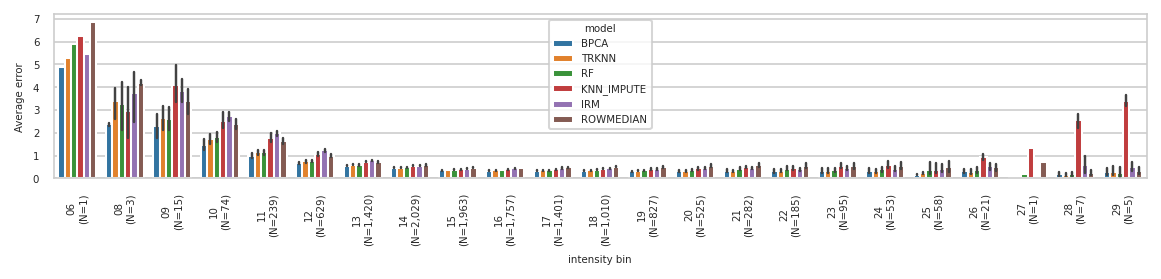 7
6
5
4
3
2
1
0
Average error
model
BPCA
TRKNN
RF
KNN_IMPUTE
IRM
ROWMEDIAN
06
(N=1)
08
(N=3)
09
(N=15)
10
(N=74)
11
(N=239)
12
(N=629)
13
(N=1,420)
14
(N=2,029)
15
(N=1,963)
16
(N=1,757)
17
(N=1,401)
18
(N=1,010)
19
(N=827)
20
(N=525)
21
(N=282)
22
(N=185)
23
(N=95)
24
(N=53)
25
(N=58)
26
(N=21)
27
(N=1)
28
(N=7)
29
(N=5)
intensity bin